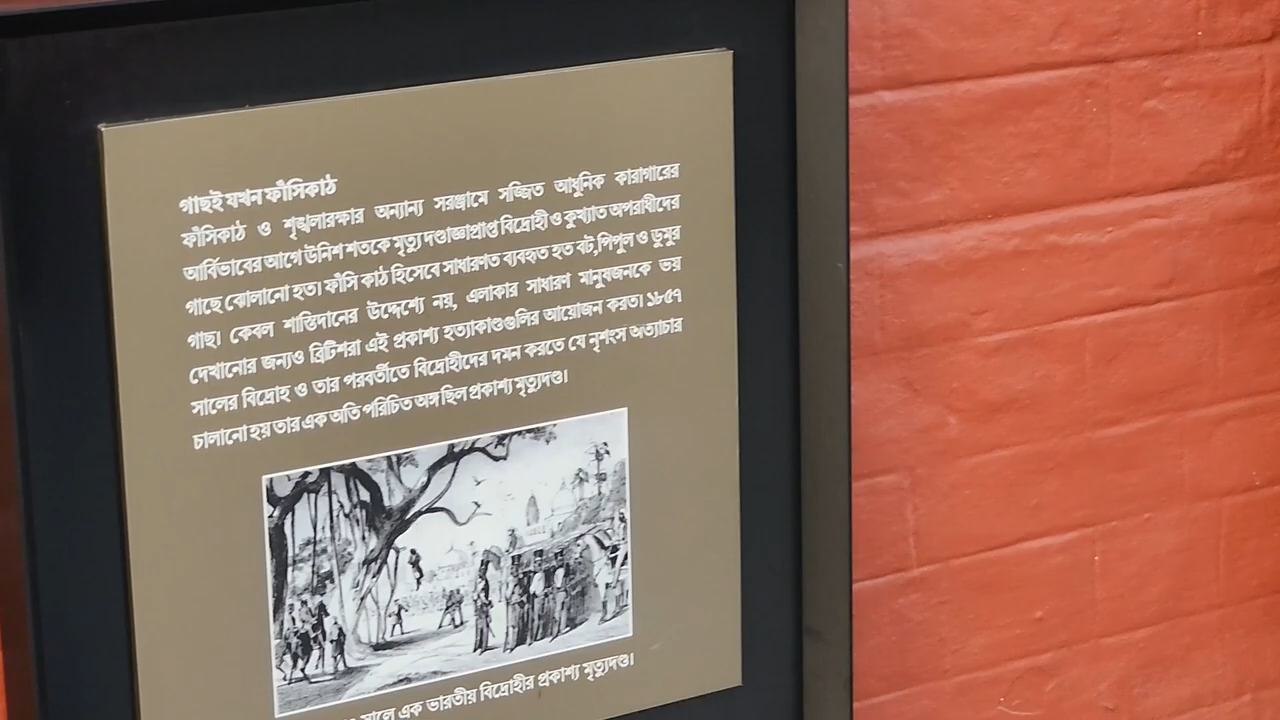 গাছই যখন ফাঁসিকাঠ
ফাঁসিকাঠ ও শৃঙ্খলারক্ষার অন্যান্য সরঞ্জামে সজ্জিত আধুনিক কারাগারের
আর্বিভাবের আগে উনিশ শতকে মৃত্যু দণ্ডাজ্ঞাপ্রাপ্ত বিদ্রোহী ও কুখ্যাত অপরাধীদের
গাছে ঝোলানো হত। ফাঁসি কাঠ হিসেবে সাধারণত ব্যবহৃত হত বট,পিপুল ও ডুমুর
গাছ। কেবল শাস্তিদানের উদ্দেশ্যে নয়, এলাকার সাধারণ মানুষজনকে ভয়
দেখানোর জন্যও ব্রিটিশরা এই প্রকাশ্য হত্যাকাণ্ডগুলির আয়োজন করত। ১৮৫৭
সালের বিদ্রোহ ও তার পরবর্তীতে বিদ্রোহীদের দমন করতে যে নৃশংস অত্যাচার
চালানো হয় তার এক অতি পরিচিত অঙ্গ ছিল প্রকাশ্য মৃত্যুদণ্ড।
সালে এক ভারতীয় বিদ্রোহীর প্রকাশ্য মৃত্যুদণ্ড।